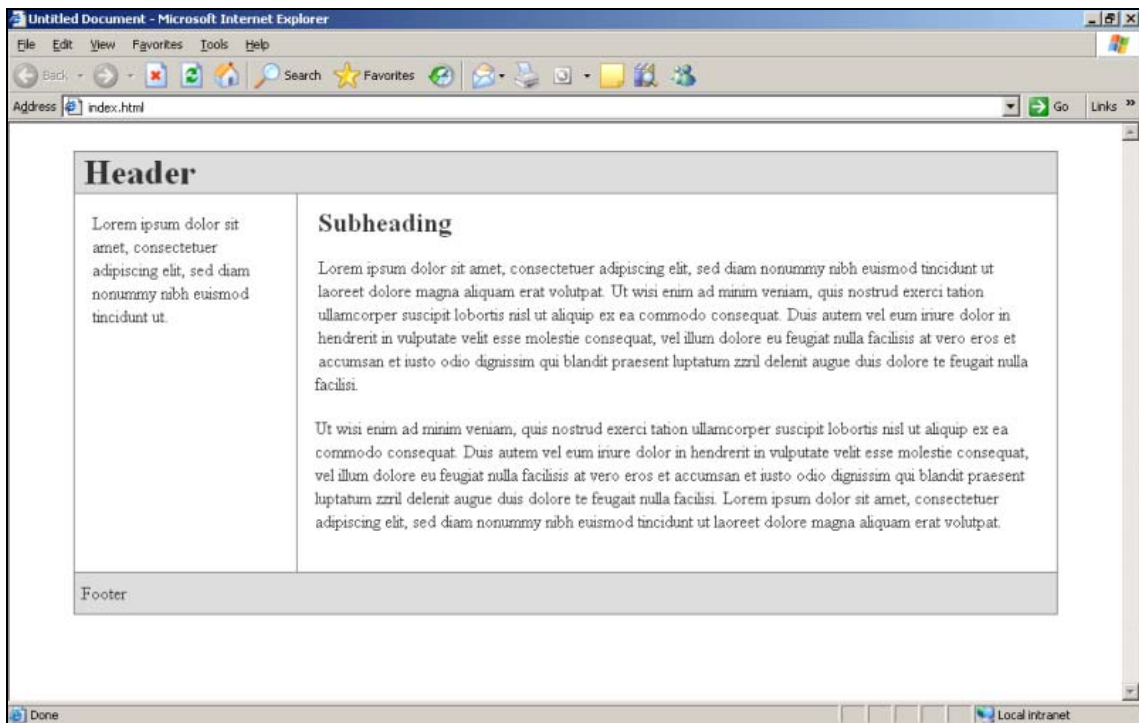 Untitled Document - Microsoft Internet Explorer
File Edit View Favorites Tools Help
Back Search Favorites
Address index.html Go Links »
Header
Lorem ipsum dolor sit
amet, consectetuer
adipiscing elit, sed diam
nonummy nibh euismod
tincidunt ut.
Subheading
Lorem ipsum dolor sit amet, consectetuer adipiscing elit, sed diam nonummy nibh euismod tincidunt ut
laoreet dolore magna aliquam erat volutpat. Ut wisi enim ad minim veniam, quis nostrud exerci tation
ullamcorper suscipit lobortis nisl ut aliquip ex ea commodo consequat. Duis autem vel eum iriure dolor in
hendrerit in vulputate velit esse molestie consequat, vel illum dolore eu feugiat nulla facilisis at vero eros et
accumsan et iusto odio dignissim qui blandit praesent luptatum zzril delenit augue duis dolore te feugait nulla
facilisi.
Ut wisi enim ad minim veniam, quis nostrud exerci tation ullamcorper suscipit lobortis nisl ut aliquip ex ea
commodo consequat. Duis autem vel eum iriure dolor in hendrerit in vulputate velit esse molestie consequat,
vel illum dolore eu feugiat nulla facilisis at vero eros et accumsan et iusto odio dignissim qui blandit praesent
luptatum zzril delenit augue duis dolore te feugait nulla facilisi. Lorem ipsum dolor sit amet, consectetuer
adipiscing elit, sed diam nonummy nibh euismod tincidunt ut laoreet dolore magna aliquam erat volutpat.
Footer
Done Local intranet